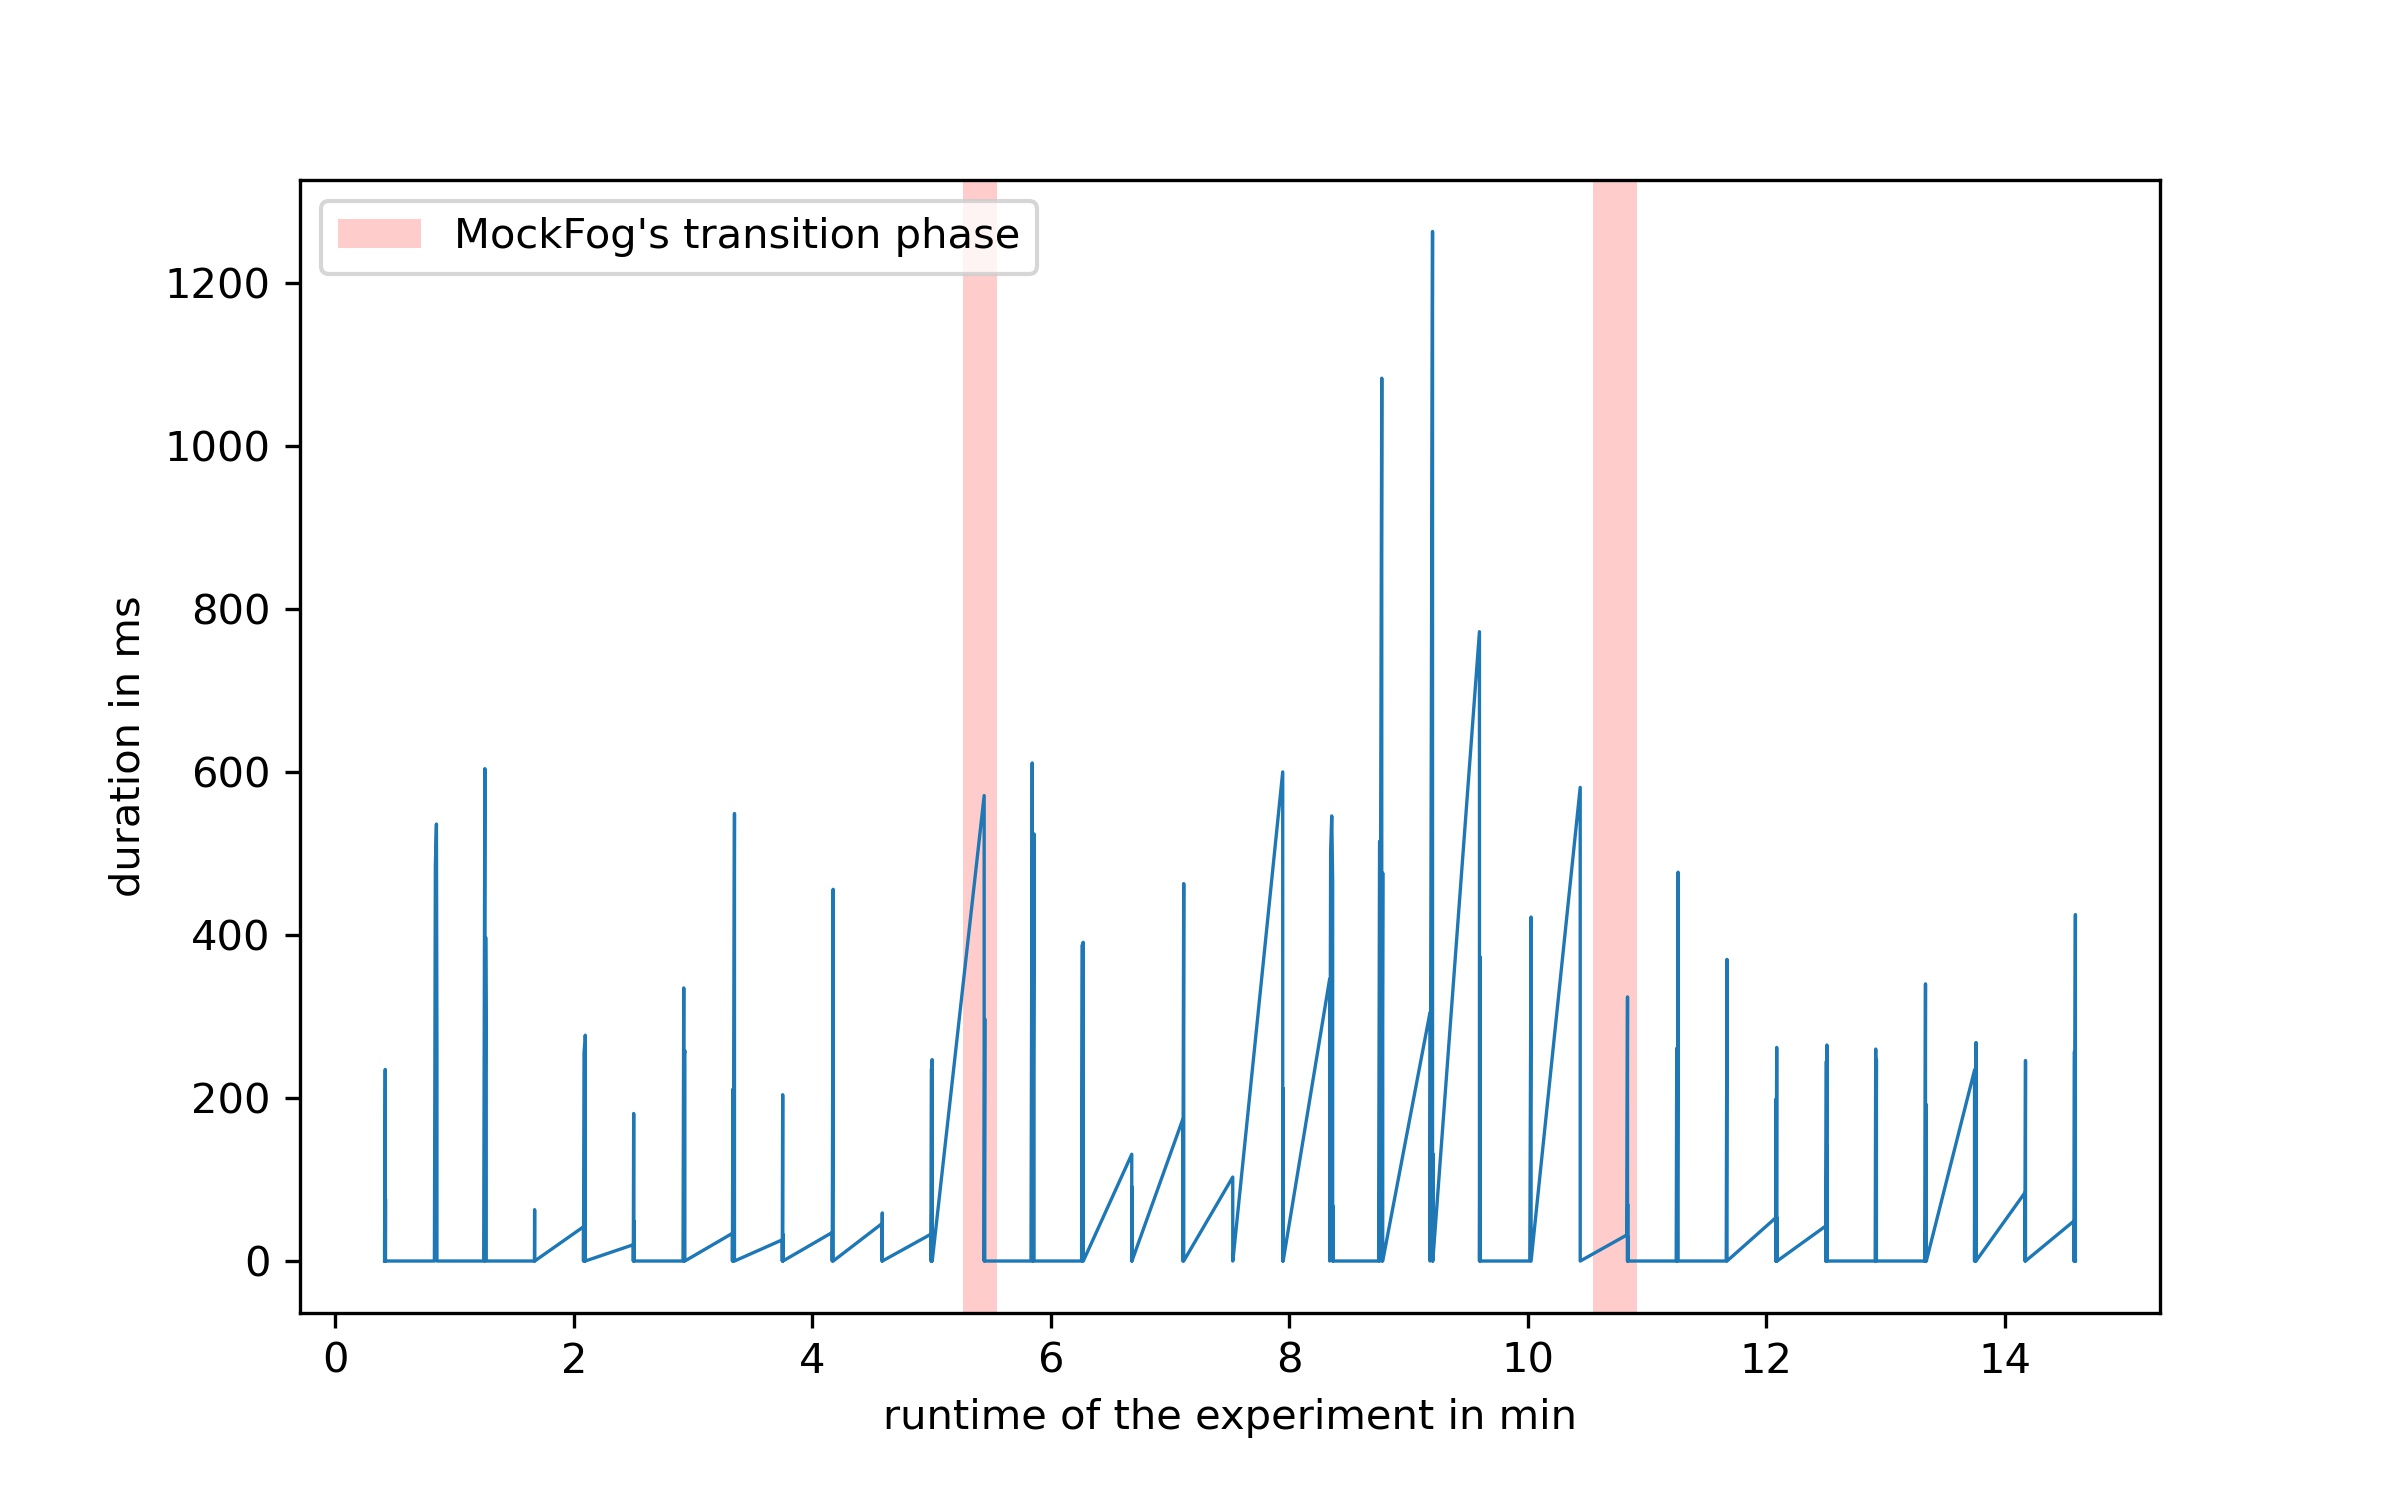 MockFog's transition phase
1200
1000
800
600
400
200
0
duration in ms
0 2 4 6 8 10 12 14
runtime of the experiment in min